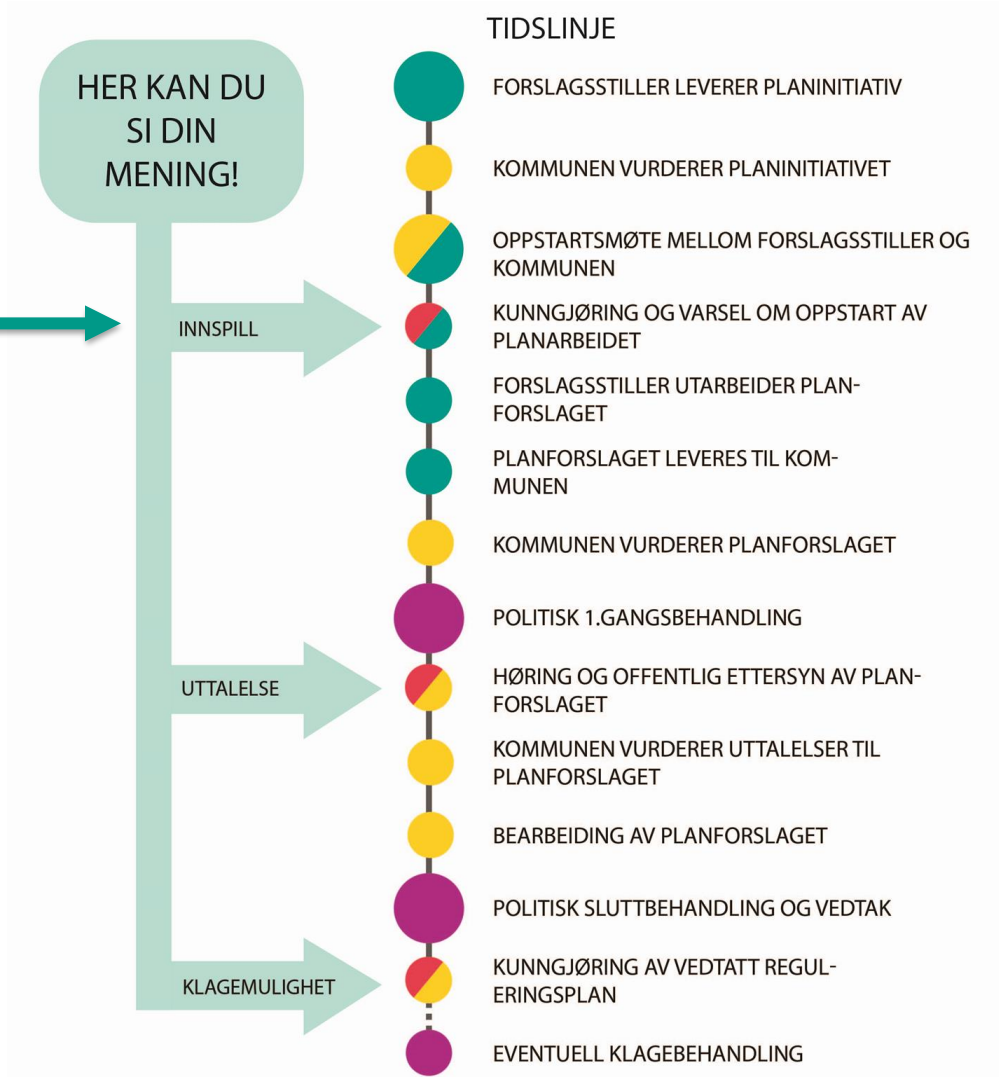 TIDSLINJE
HER KAN DU
SI DIN
MENING!
FORSLAGSSTILLER LEVERER PLANINITIATIV
KOMMUNEN VURDERER PLANINITIATIVET
OPPSTARTSMØTE MELLOM FORSLAGSSTILLER OG
KOMMUNEN
INNSPILL
KUNNGJØRING OG VARSEL OM OPPSTART AV
PLANARBEIDET
FORSLAGSSTILLER UTARBEIDER PLAN-
FORSLAGET
PLANFORSLAGET LEVERES TIL KOM-
MUNEN
KOMMUNEN VURDERER PLANFORSLAGET
POLITISK 1.GANGSBEHANDLING
UTTALELSE
HØRING OG OFFENTLIG ETTERSYN AV PLAN-
FORSLAGET
KOMMUNEN VURDERER UTTALELSER TIL
PLANFORSLAGET
BEARBEIDING AV PLANFORSLAGET
POLITISK SLUTTBEHANDLING OG VEDTAK
KLAGEMULIGHET
KUNNGJØRING AV VEDTATT REGUL-
ERINGSPLAN
EVENTUELL KLAGEBEHANDLING